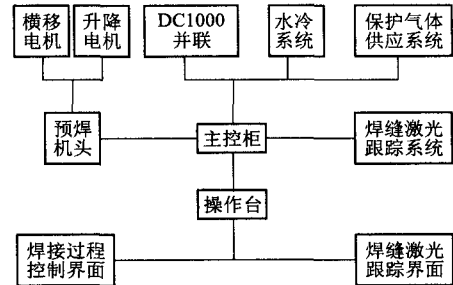 横移
电机
升降
电机
DC1000
并联
水冷
系统
保护气体
供应系统
预焊
机头
主控柜
焊缝激光
跟踪系统
操作台
焊接过程
控制界面
焊缝激光
跟踪界面